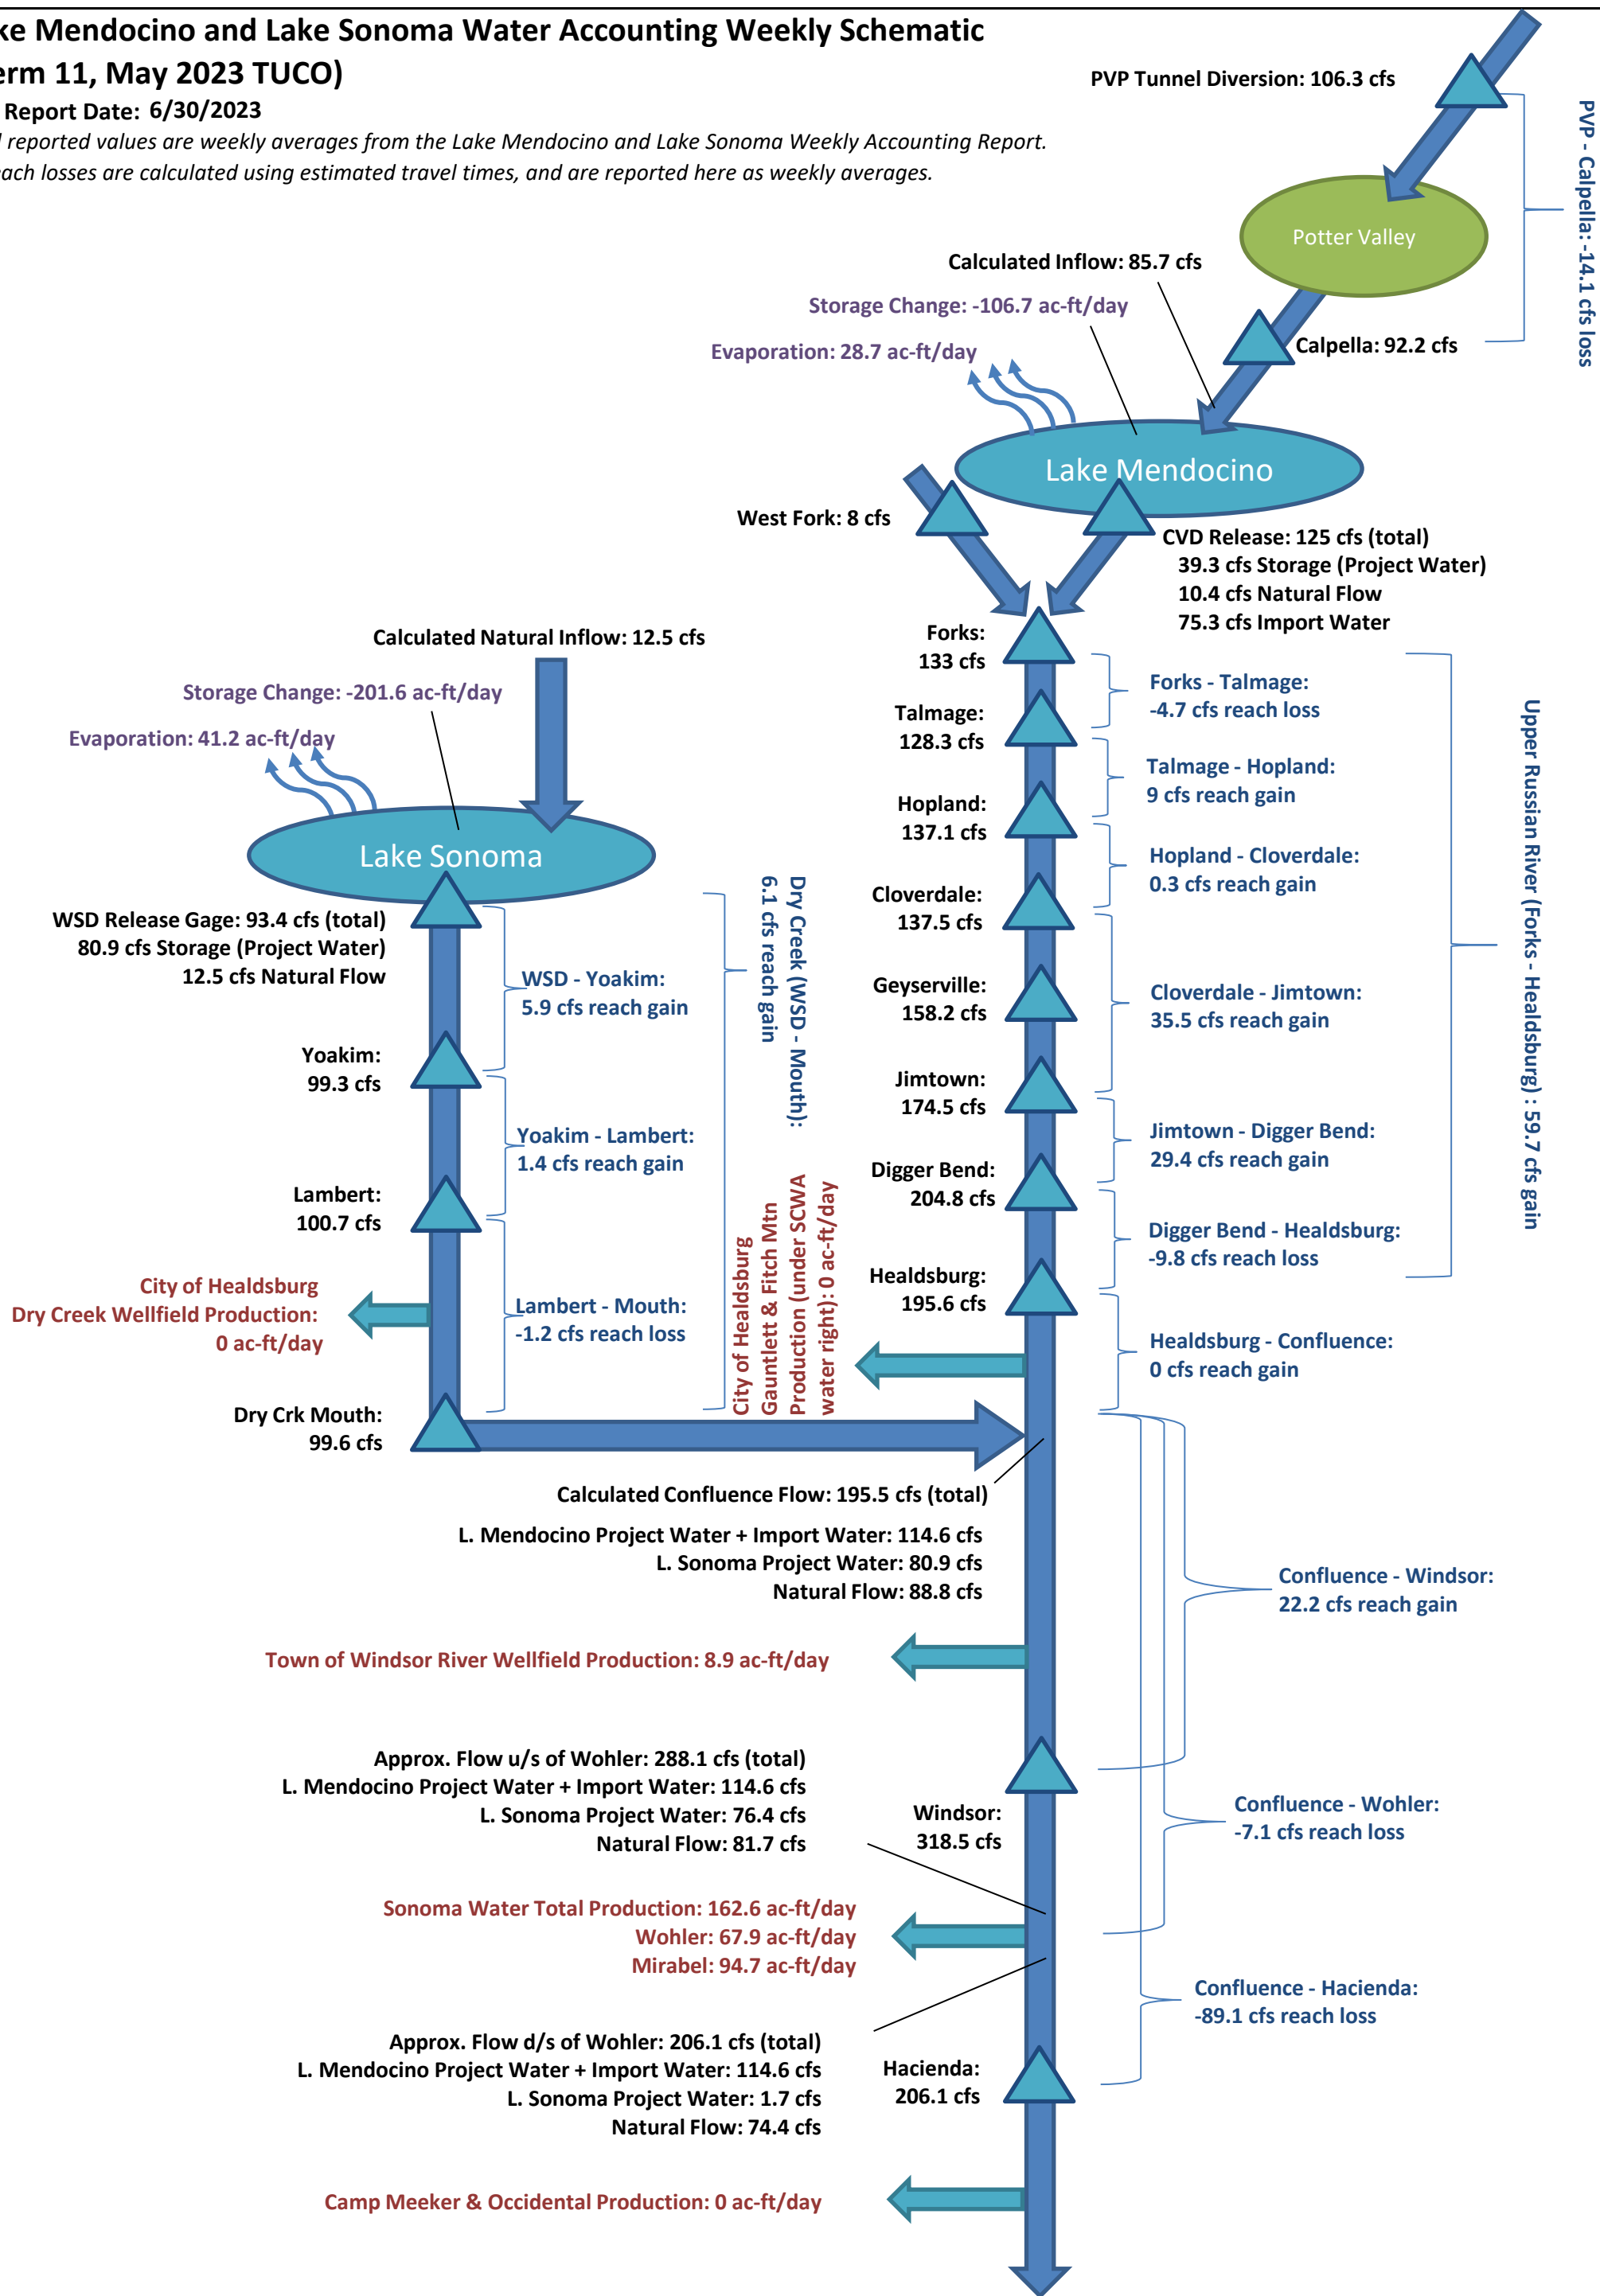 ke Mendocino and Lake Sonoma Water Accounting Weekly Schematic
erm 11, May 2023 TUCO)
Report Date: 6/30/2023
l reported values are weekly averages from the Lake Mendocino and Lake Sonoma Weekly Accounting Report.
each losses are calculated using estimated travel times, and are reported here as weekly averages.
PVP Tunnel Diversion: 106.3 cfs
PVP - Calpella: -14.1 cfs loss
Potter Valley
Calculated Inflow: 85.7 cfs
Storage Change: -106.7 ac-ft/day
Evaporation: 28.7 ac-ft/day
Calpella: 92.2 cfs
Lake Mendocino
West Fork: 8 cfs
CVD Release: 125 cfs (total)
39.3 cfs Storage (Project Water)
10.4 cfs Natural Flow
75.3 cfs Import Water
Calculated Natural Inflow: 12.5 cfs
Storage Change: -201.6 ac-ft/day
Evaporation: 41.2 ac-ft/day
Lake Sonoma
WSD Release Gage: 93.4 cfs (total)
80.9 cfs Storage (Project Water)
12.5 cfs Natural Flow
WSD - Yoakim:
5.9 cfs reach gain
Yoakim:
99.3 cfs
Yoakim - Lambert:
1.4 cfs reach gain
Lambert:
100.7 cfs
City of Healdsburg
Dry Creek Wellfield Production:
0 ac-ft/day
Lambert - Mouth:
-1.2 cfs reach loss
Dry Crk Mouth:
99.6 cfs
Dry Creek (WSD - Mouth):
6.1 cfs reach gain
City of Healdsburg
Gauntlett & Fitch Mtn
Production (under SCWA
water right): 0 ac-ft/day
Forks:
133 cfs
Forks - Talmage:
-4.7 cfs reach loss
Talmage:
128.3 cfs
Talmage - Hopland:
9 cfs reach gain
Hopland:
137.1 cfs
Hopland - Cloverdale:
0.3 cfs reach gain
Cloverdale:
137.5 cfs
Geyserville:
158.2 cfs
Cloverdale - Jimtown:
35.5 cfs reach gain
Jimtown:
174.5 cfs
Jimtown - Digger Bend:
29.4 cfs reach gain
Digger Bend:
204.8 cfs
Digger Bend - Healdsburg:
-9.8 cfs reach loss
Healdsburg:
195.6 cfs
Healdsburg - Confluence:
0 cfs reach gain
Upper Russian River (Forks - Healdsburg) : 59.7 cfs gain
Calculated Confluence Flow: 195.5 cfs (total)
L. Mendocino Project Water + Import Water: 114.6 cfs
L. Sonoma Project Water: 80.9 cfs
Natural Flow: 88.8 cfs
Confluence - Windsor:
22.2 cfs reach gain
Town of Windsor River Wellfield Production: 8.9 ac-ft/day
Approx. Flow u/s of Wohler: 288.1 cfs (total)
L. Mendocino Project Water + Import Water: 114.6 cfs
L. Sonoma Project Water: 76.4 cfs
Natural Flow: 81.7 cfs
Windsor:
318.5 cfs
Confluence - Wohler:
-7.1 cfs reach loss
Sonoma Water Total Production: 162.6 ac-ft/day
Wohler: 67.9 ac-ft/day
Mirabel: 94.7 ac-ft/day
Confluence - Hacienda:
-89.1 cfs reach loss
Approx. Flow d/s of Wohler: 206.1 cfs (total)
L. Mendocino Project Water + Import Water: 114.6 cfs
L. Sonoma Project Water: 1.7 cfs
Natural Flow: 74.4 cfs
Hacienda:
206.1 cfs
Camp Meeker & Occidental Production: 0 ac-ft/day